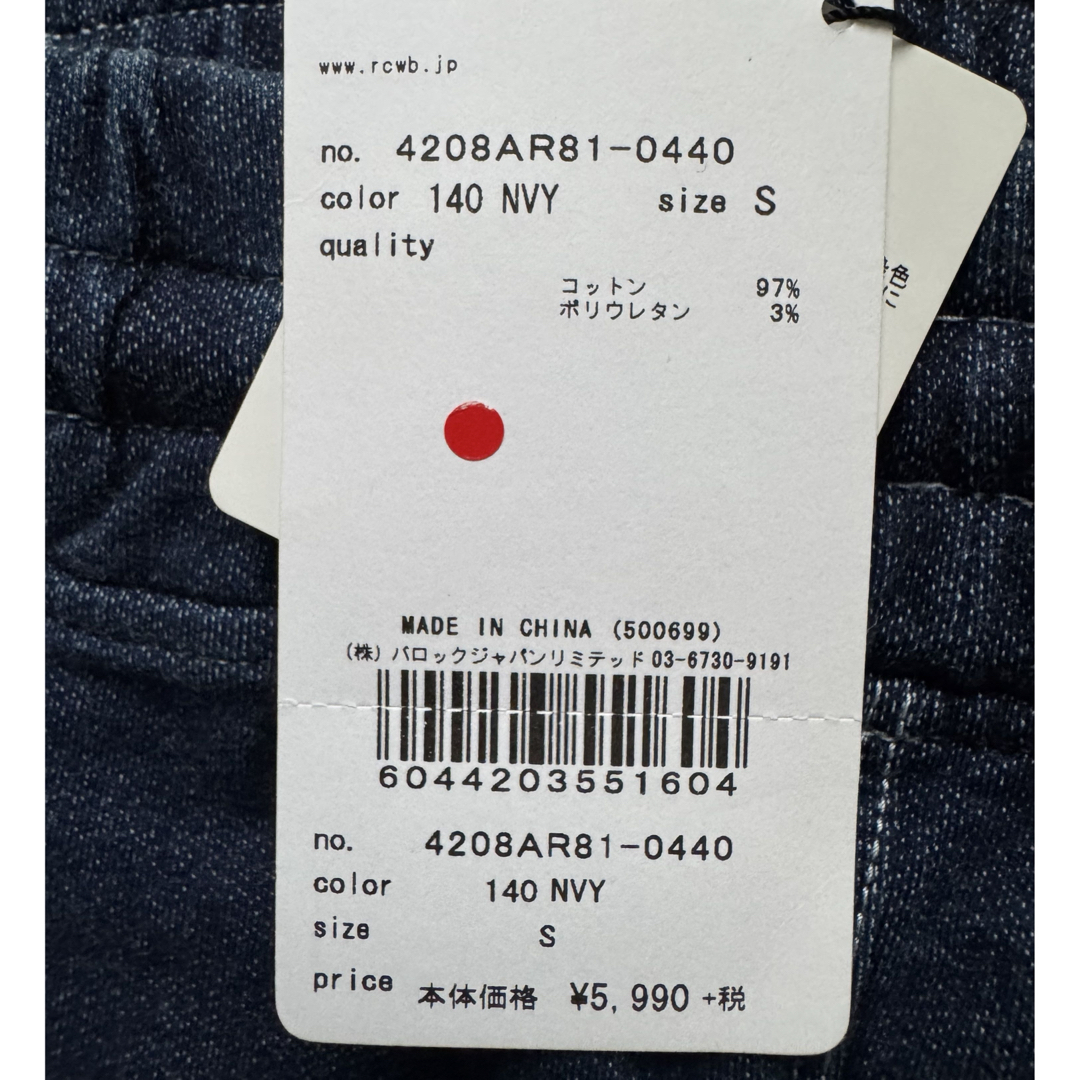 www.rcwb.jp
no. 4208AR81-0440
color 140 NVY size S
quality
コットン 97%
ポリウレタン 3%
色
に
MADE IN CHINA (500699)
(株) バロックジャパンリミテッド 03-6730-9191
6044203551604
no. 4208AR81-0440
color 140 NVY
size S
price 本体価格 ¥5,990 +税